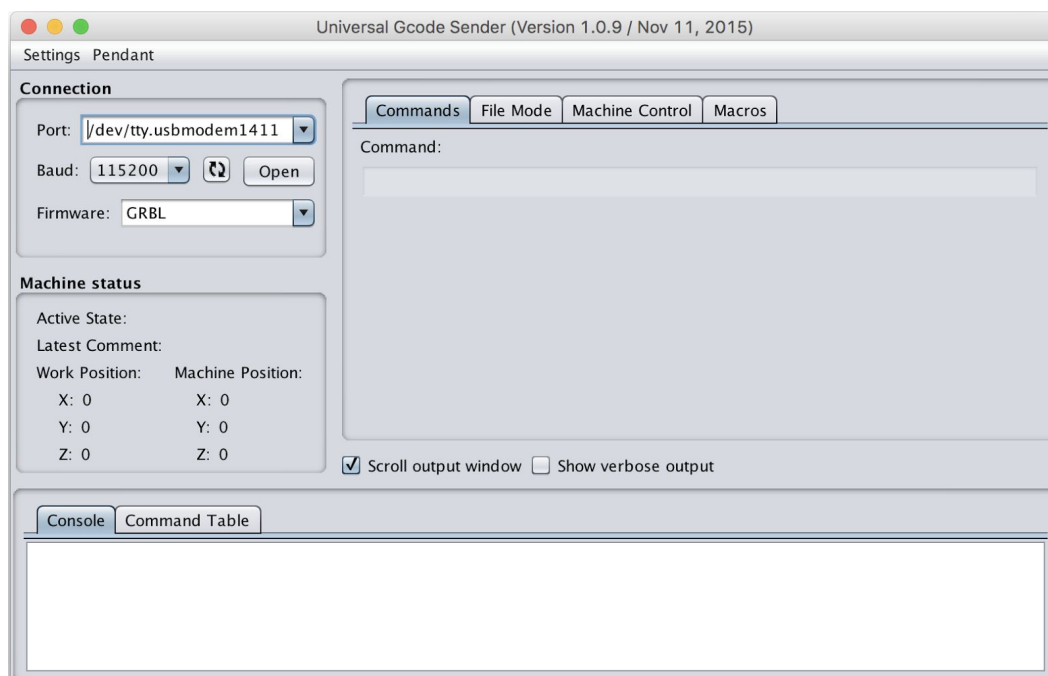 Universal Gcode Sender (Version 1.0.9 / Nov 11, 2015)
Settings Pendant
Connection
Port: /dev/tty.usbmodem1411
Baud: 115200 Open
Firmware: GRBL
Machine status
Active State:
Latest Comment:
Work Position: Machine Position:
X: 0 X: 0
Y: 0 Y: 0
Z: 0 Z: 0
Commands File Mode Machine Control Macros
Command:
Scroll output window Show verbose output
Console Command Table